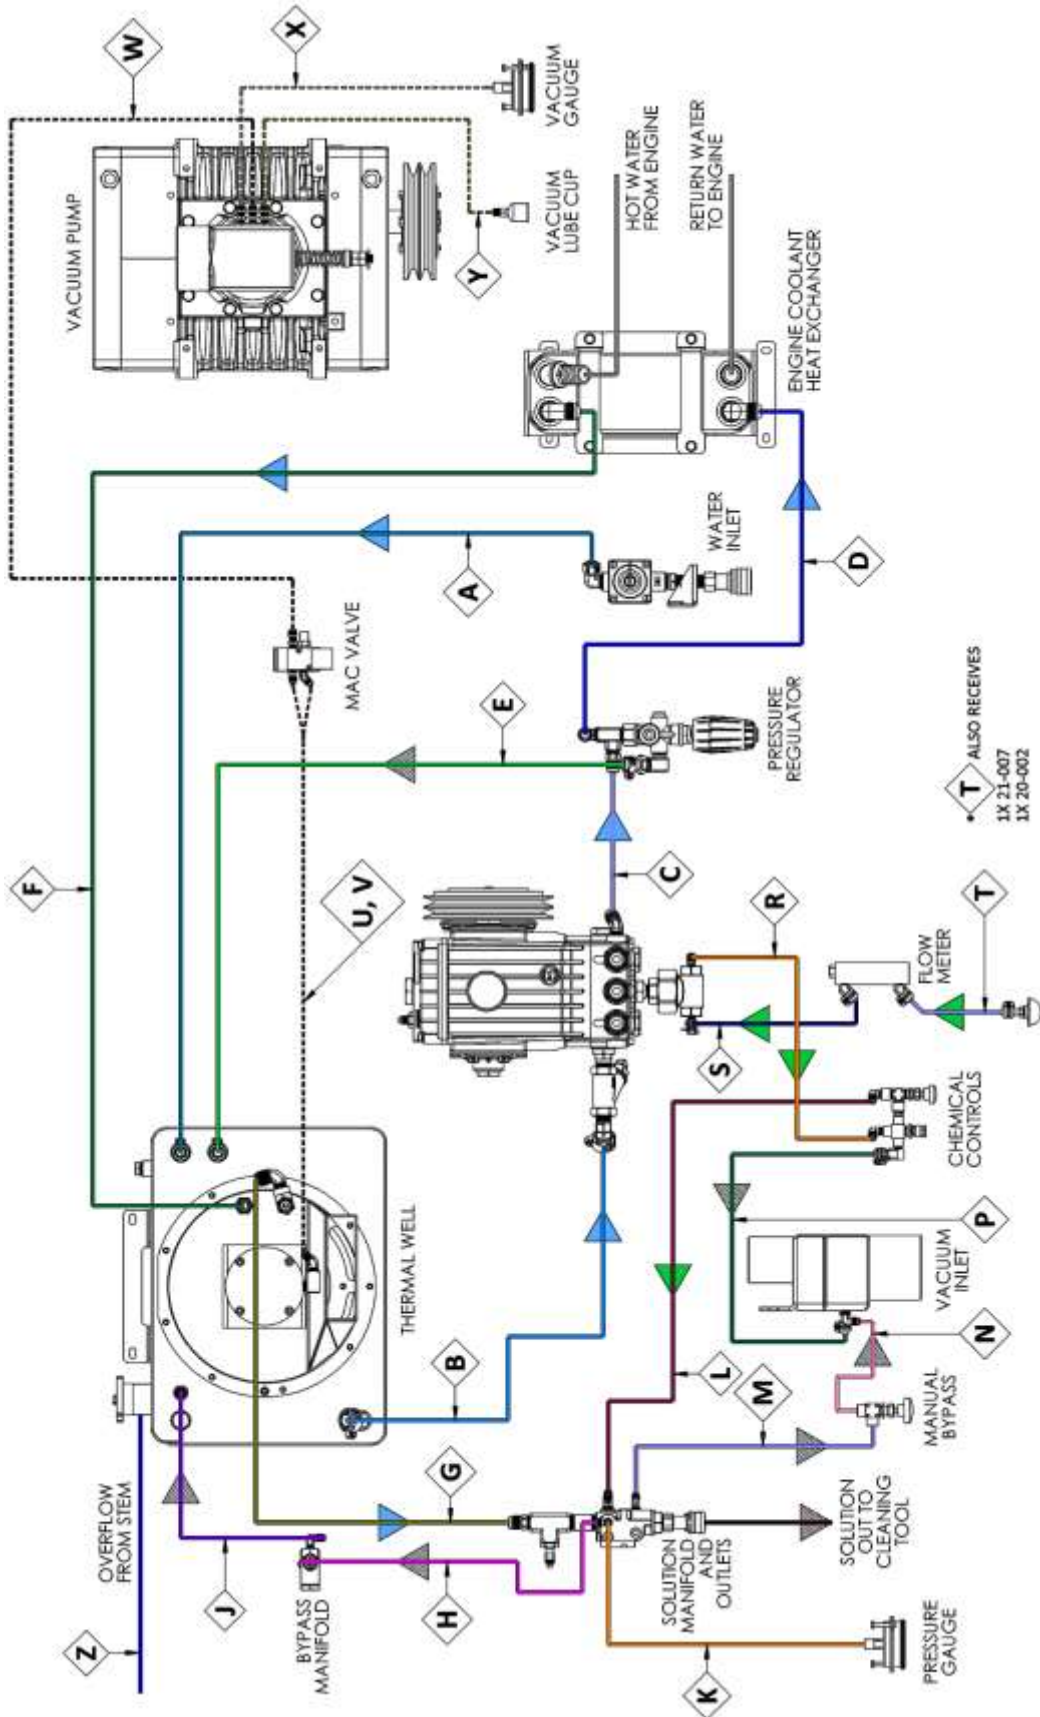 W
X
VACUUM PUMP
VACUUM
GAUGE
VACUUM
LUBE CUP
Y
HOT WATER
FROM ENGINE
RETURN WATER
TO ENGINE
ENGINE COOLANT
HEAT EXCHANGER
A
WATER
INLET
D
MAC VALVE
E
PRESSURE
REGULATOR
T
ALSO RECEIVES
1X 21-007
1X 20-002
F
U, V
C
R
S
FLOW
METER
T
THERMAL WELL
CHEMICAL
CONTROLS
P
VACUUM
INLET
N
B
L
M
MANUAL
BYPASS
OVERFLOW
FROM STEM
G
SOLUTION
MANIFOLD
AND
OUTLETS
SOLUTION
OUT TO
CLEANING
TOOL
Z
J
BYPASS
MANIFOLD
H
K
PRESSURE
GAUGE